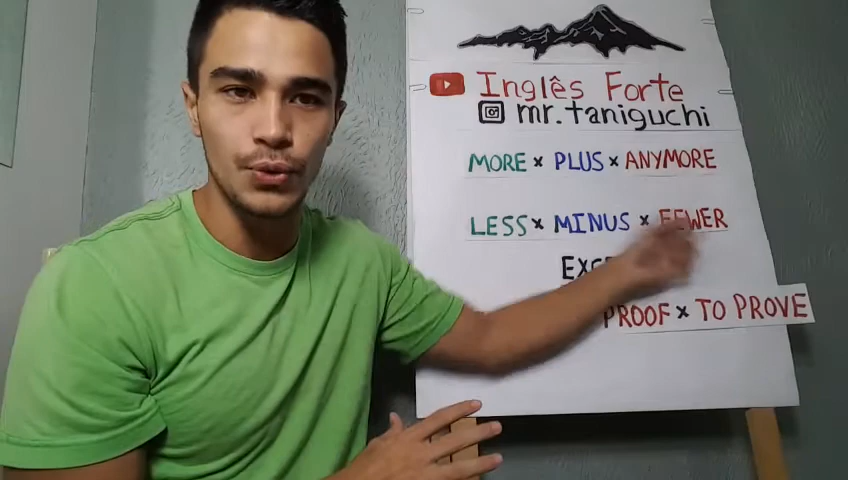 Inglês Forte
mr.taniguchi
MORE × PLUS × ANYMORE
LESS × MINUS × FEWER
PROOF × TO PROVE